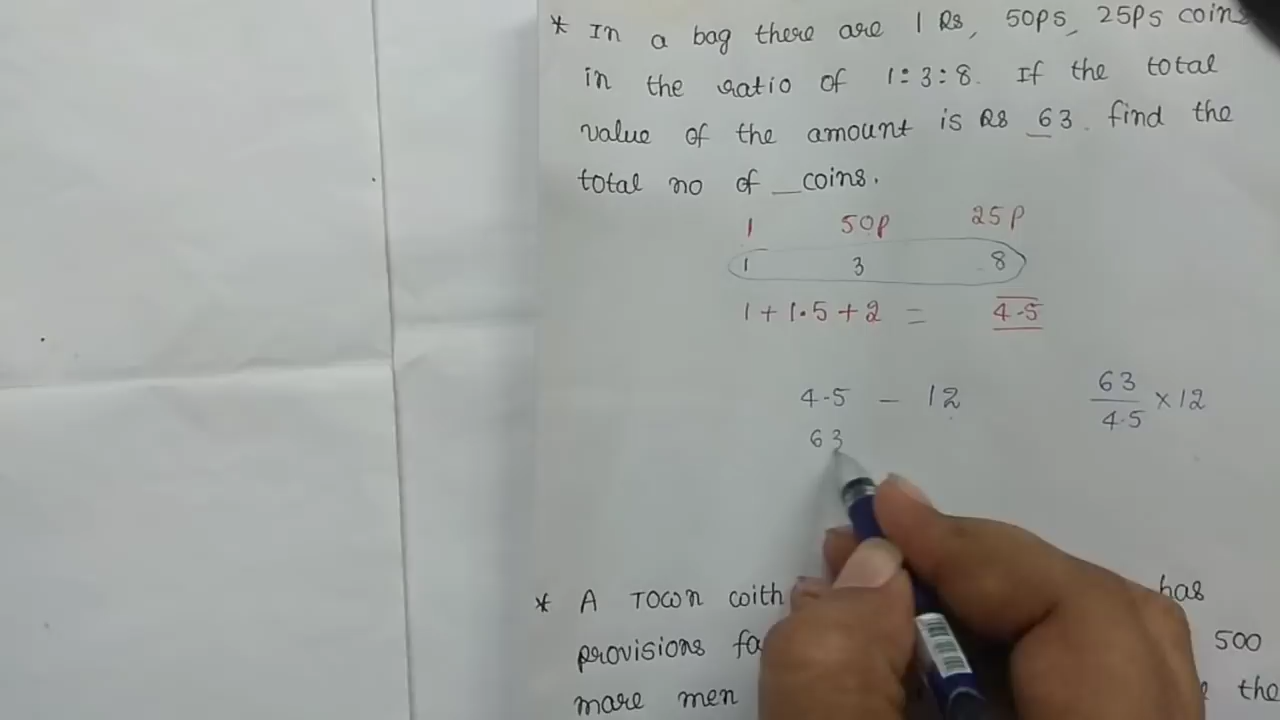 * In a bag there are 1 Rs, 50ps, 25ps coins
in the ratio of 1:3:8. If the total
value of the amount is Rs 63. find the
total no of _coins.
1 50p 25p
1 3 8
1 + 1.5 + 2 = 4.5
4.5 - 12
63
63/4.5 × 12
* A TOWN with has
provisions 500
mare men the